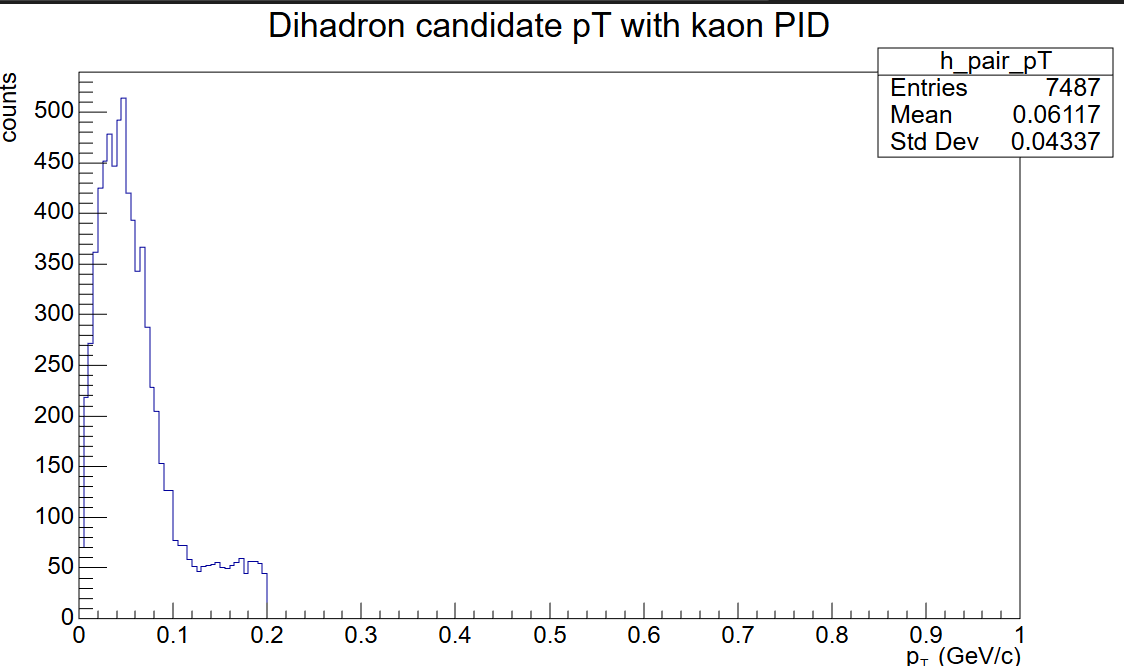 Dihadron candidate pT with kaon PID
h_pair_pT
Entries 7487
Mean 0.06117
Std Dev 0.04337
counts
500
450
400
350
300
250
200
150
100
50
0
0 0.1 0.2 0.3 0.4 0.5 0.6 0.7 0.8 0.9 1
p_T (GeV/c)